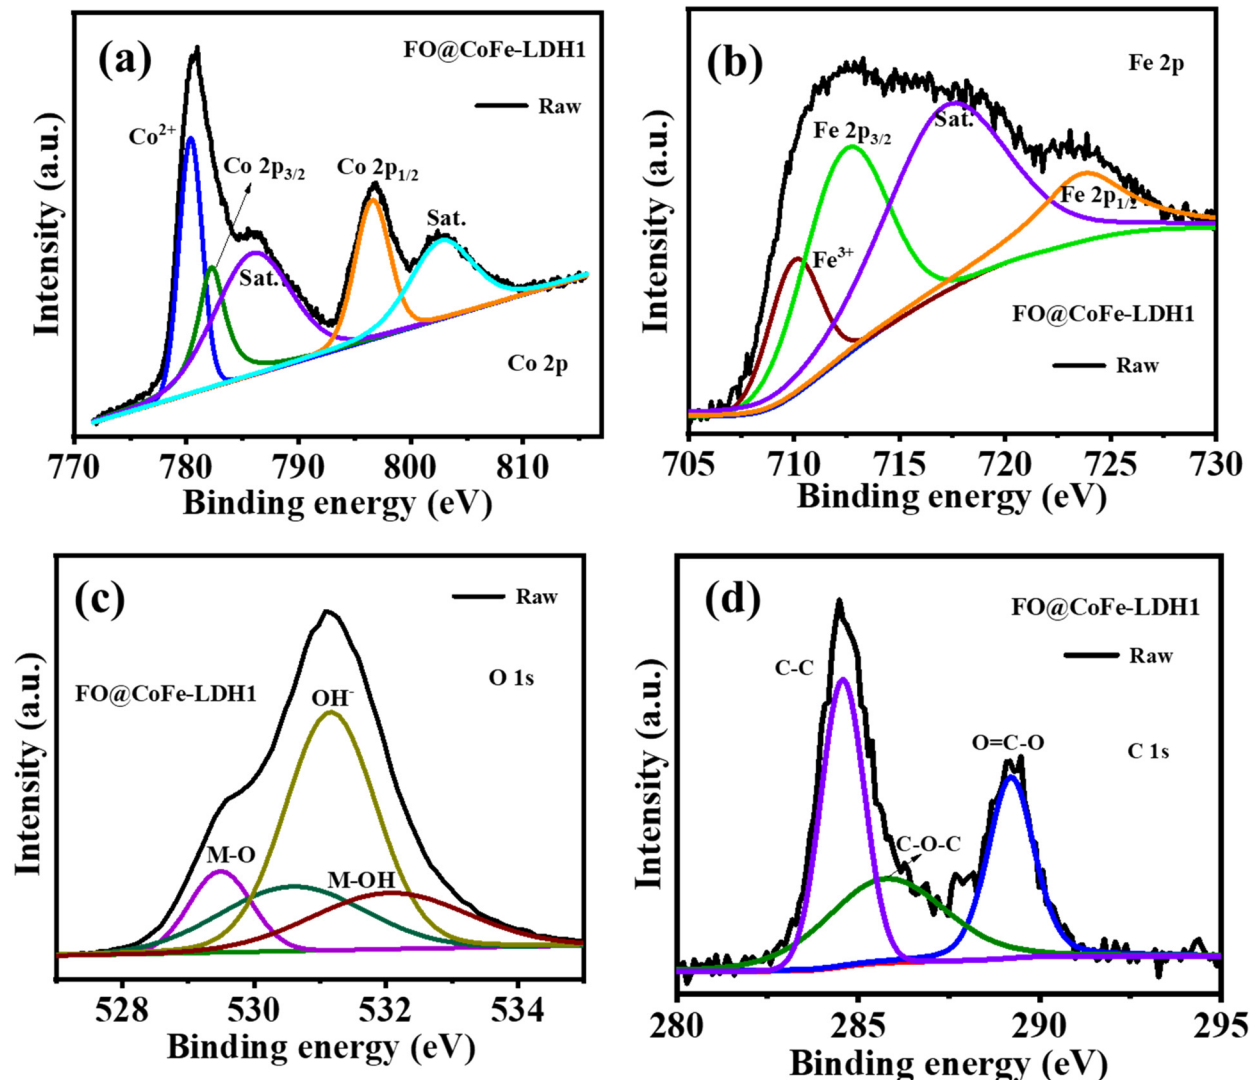 (a)
FO@CoFe-LDH1
Raw
Co²⁺
Co 2p₃/₂
Co 2p₁/₂
Sat.
Sat.
Co 2p
Intensity (a.u.)
770 780 790 800 810
Binding energy (eV)
(b)
Fe 2p
Fe 2p₃/₂
Sat.
Fe 2p₁/₂
Fe³⁺
FO@CoFe-LDH1
Raw
Intensity (a.u.)
705 710 715 720 725 730
Binding energy (eV)
(c)
Raw
O 1s
FO@CoFe-LDH1
OH⁻
M-O
M-OH
Intensity (a.u.)
528 530 532 534
Binding energy (eV)
(d)
FO@CoFe-LDH1
Raw
C-C
O=C-O
C 1s
C-O-C
Intensity (a.u.)
280 285 290 295
Binding energy (eV)